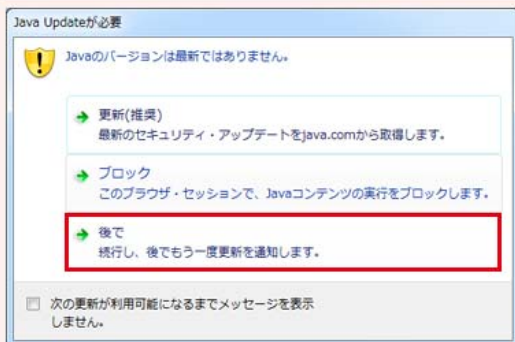 Java Updateが必要
Javaのバージョンは最新ではありません。
更新(推奨)
最新のセキュリティ・アップデートをjava.comから取得します。
ブロック
このブラウザ・セッションで、Javaコンテンツの実行をブロックします。
後で
続行し、後でもう一度更新を通知します。
次の更新が利用可能になるまでメッセージを表示
しません。